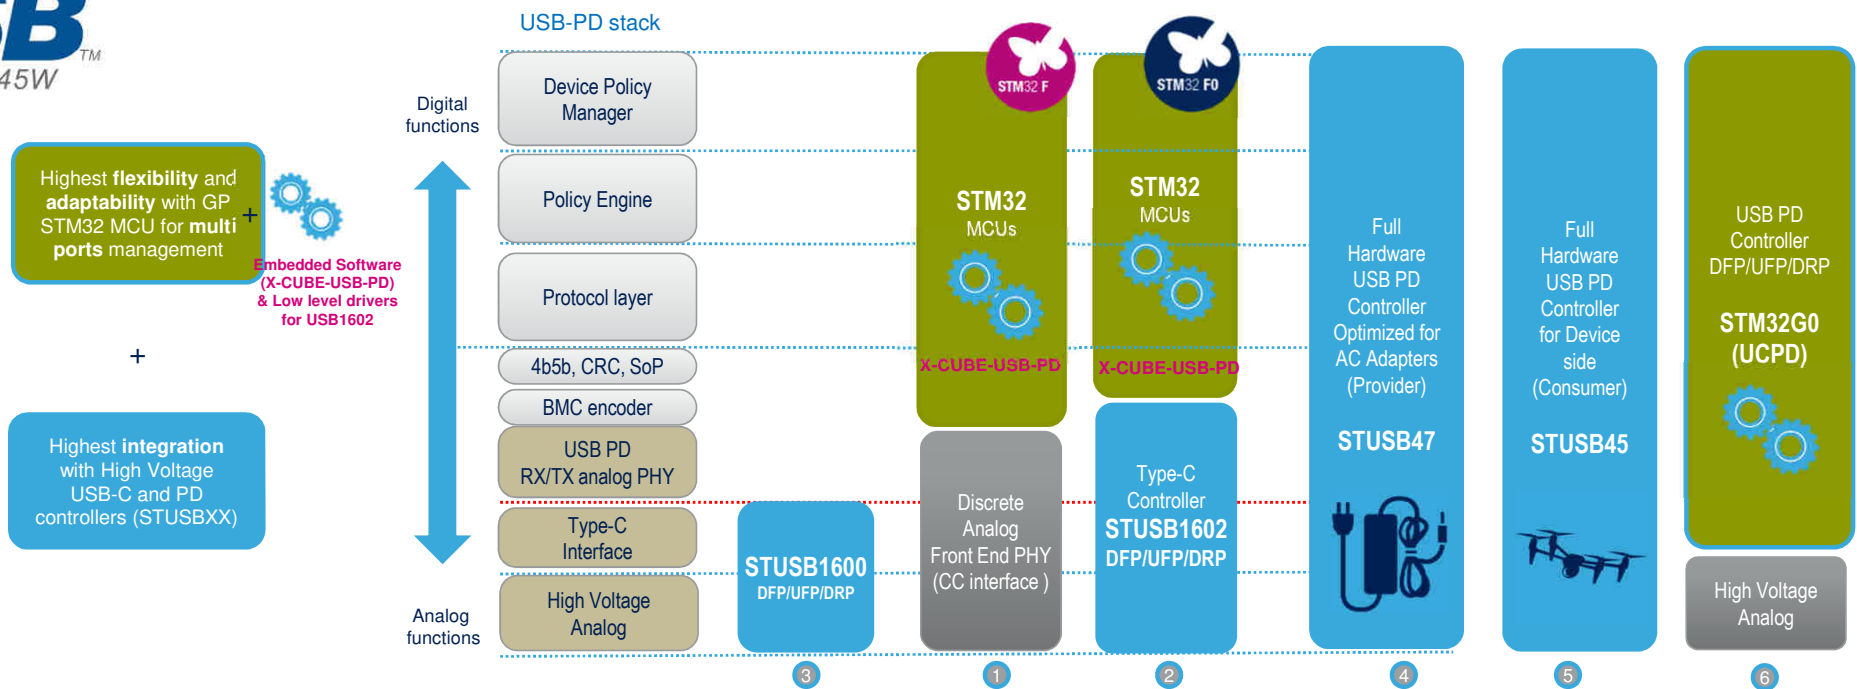 SB
TM
45W
USB-PD stack
Digital
functions
Analog
functions
Highest flexibility and
adaptability with GP
STM32 MCU for multi
ports management
+
Embedded Software
(X-CUBE-USB-PD)
& Low level drivers
for USB1602
+
Highest integration
with High Voltage
USB-C and PD
controllers (STUSBXX)
Device Policy
Manager
Policy Engine
Protocol layer
4b5b, CRC, SoP
BMC encoder
USB PD
RX/TX analog PHY
Type-C
Interface
High Voltage
Analog
STUSB1600
DFP/UFP/DRP
3
STM32 F
STM32
MCUs
X-CUBE-USB-PD
Discrete
Analog
Front End PHY
(CC interface )
1
STM32 F0
STM32
MCUs
X-CUBE-USB-PD
Type-C
Controller
STUSB1602
DFP/UFP/DRP
2
Full
Hardware
USB PD
Controller
Optimized for
AC Adapters
(Provider)
STUSB47
4
Full
Hardware
USB PD
Controller
for Device
side
(Consumer)
STUSB45
5
USB PD
Controller
DFP/UFP/DRP
STM32G0
(UCPD)
High Voltage
Analog
6